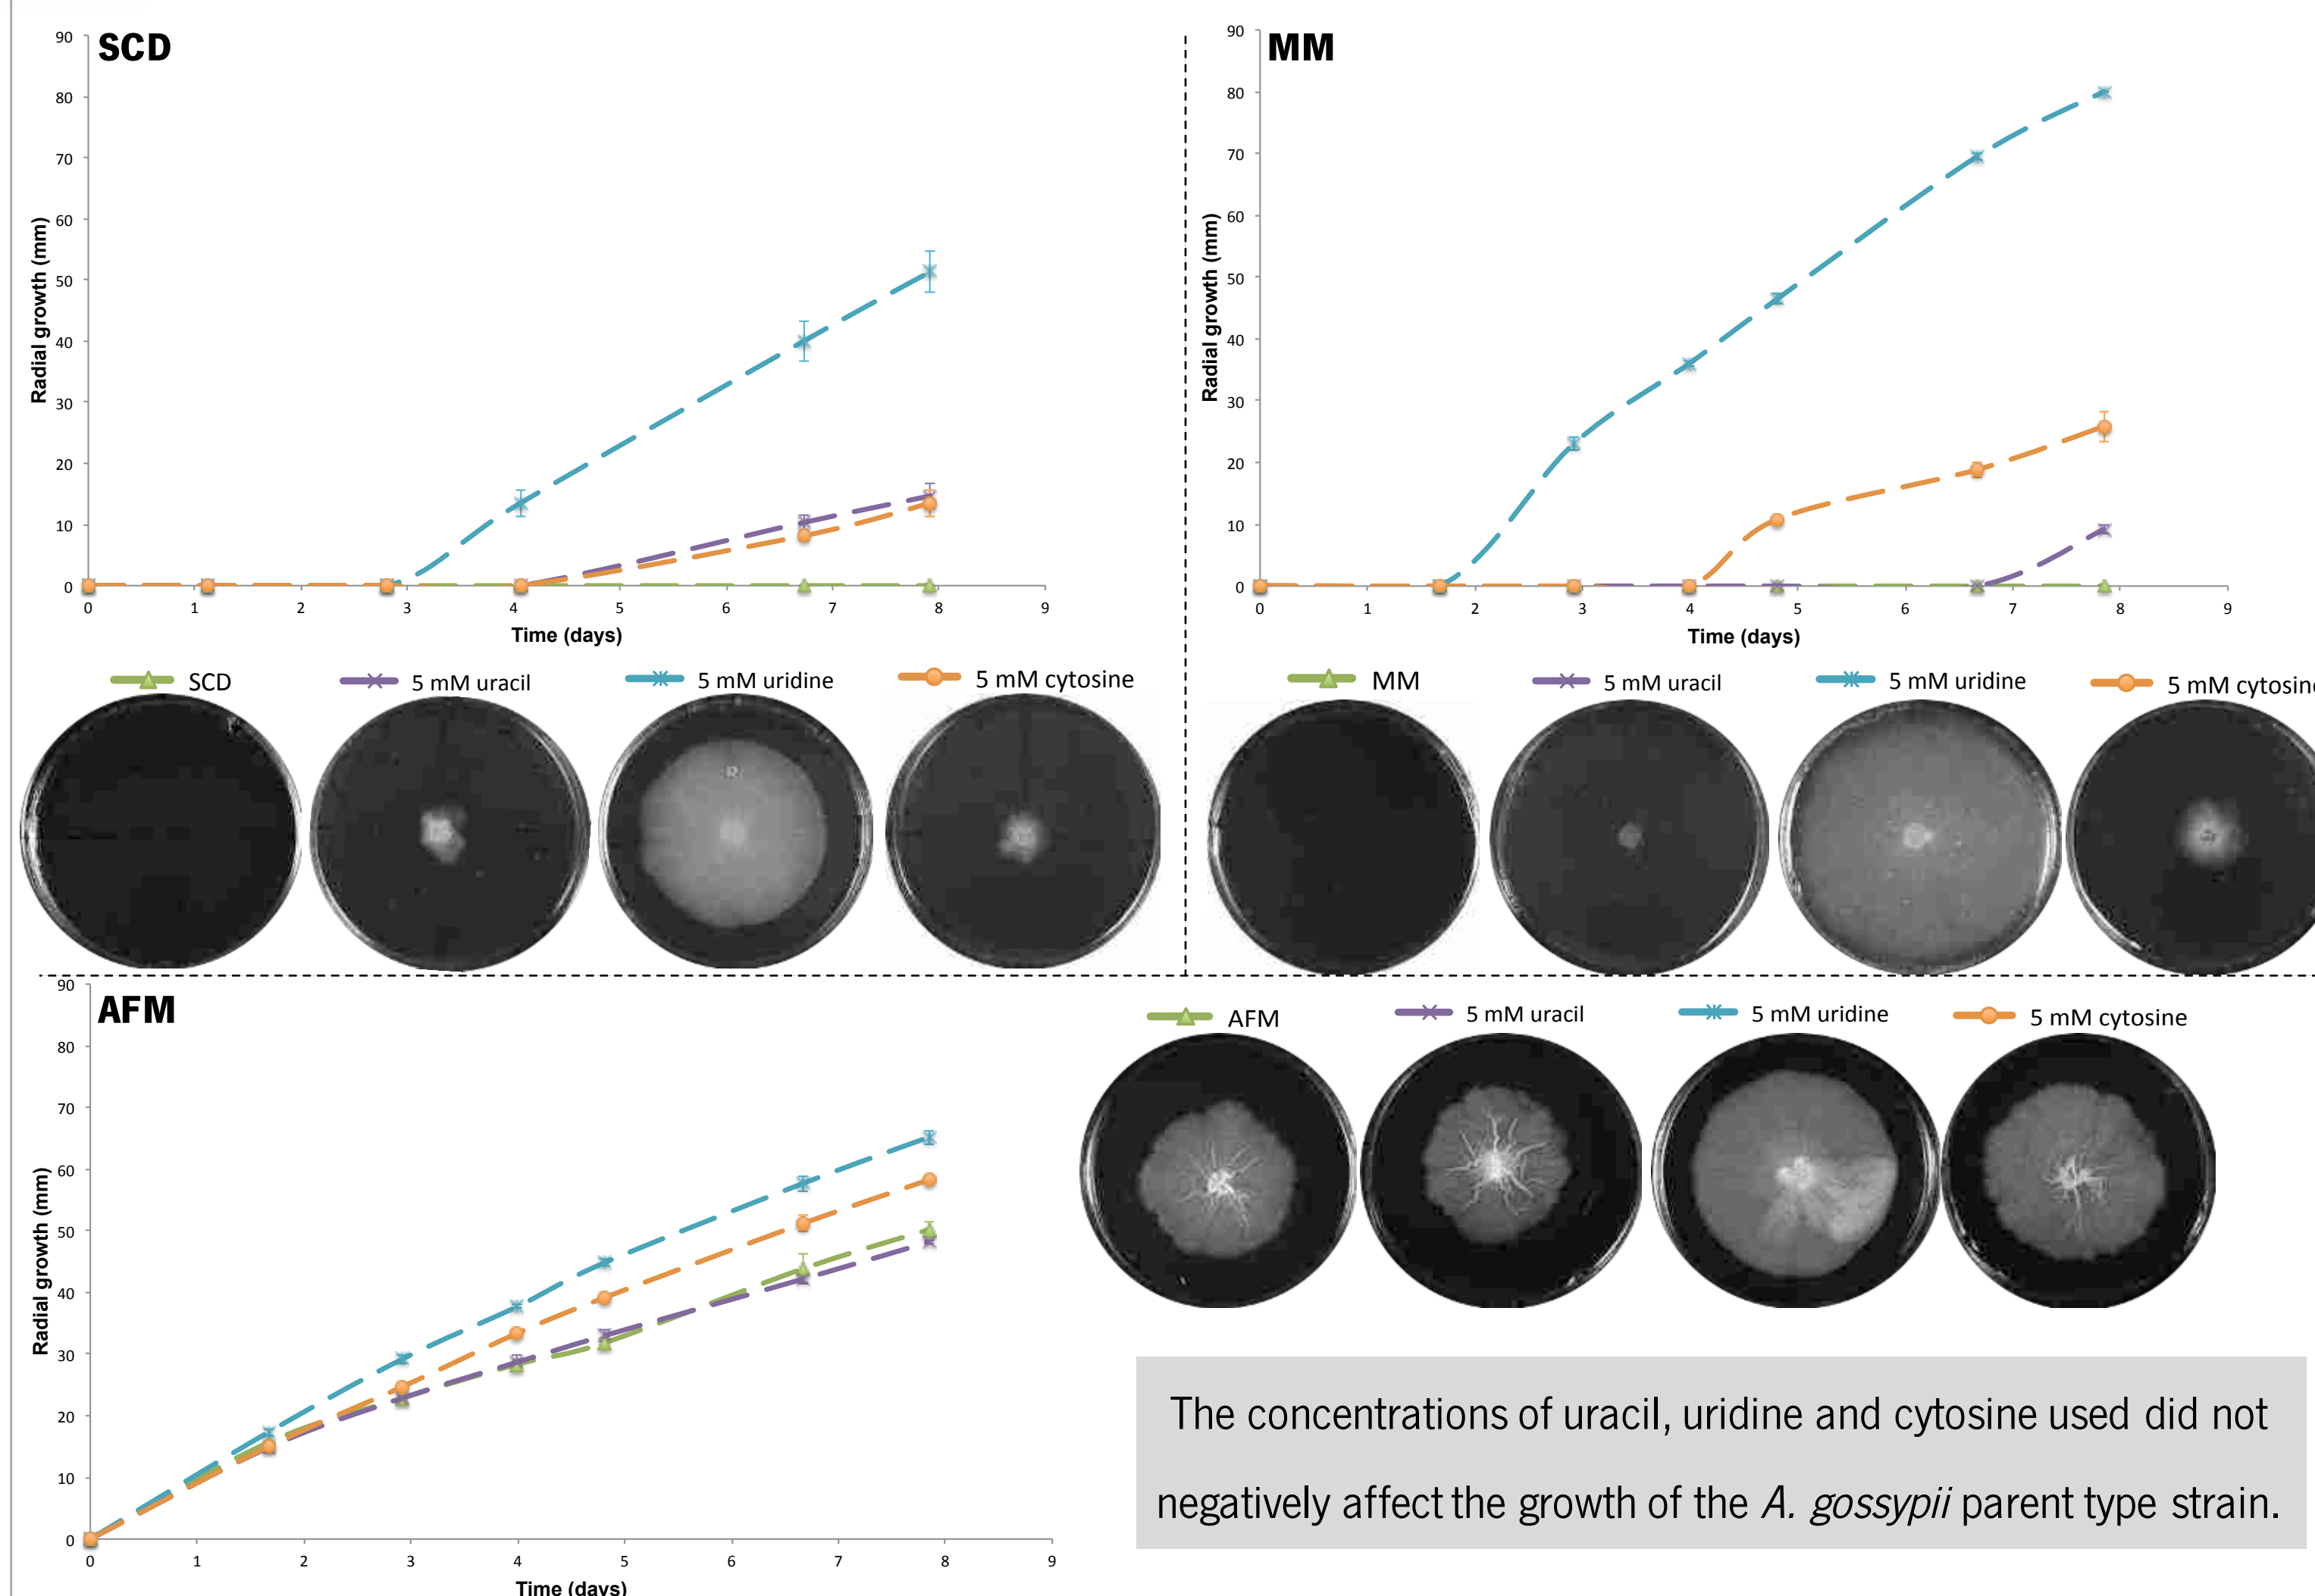 SCD
90
80
70
60
50
40
30
20
10
0
Radial growth (mm)
0 1 2 3 4 5 6 7 8 9
Time (days)
SCD 5 mM uracil 5 mM uridine 5 mM cytosine
MM
90
80
70
60
50
40
30
20
10
0
Radial growth (mm)
0 1 2 3 4 5 6 7 8 9
Time (days)
MM 5 mM uracil 5 mM uridine 5 mM cytosin
AFM
90
80
70
60
50
40
30
20
10
0
Radial growth (mm)
0 1 2 3 4 5 6 7 8 9
Time (days)
AFM 5 mM uracil 5 mM uridine 5 mM cytosine
The concentrations of uracil, uridine and cytosine used did not
negatively affect the growth of the A. gossypii parent type strain.